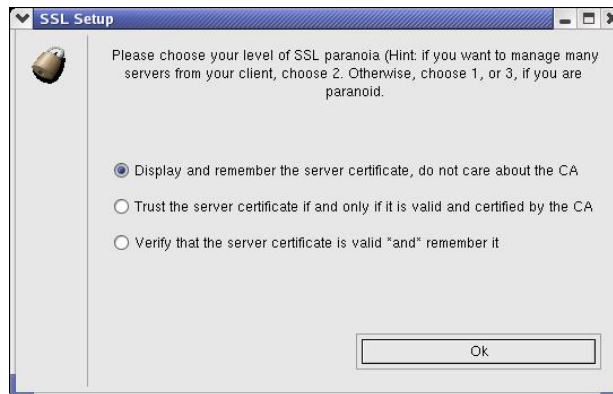 SSL Setup
Please choose your level of SSL paranoia (Hint: if you want to manage many
servers from your client, choose 2. Otherwise, choose 1, or 3, if you are
paranoid.
Display and remember the server certificate, do not care about the CA
Trust the server certificate if and only if it is valid and certified by the CA
Verify that the server certificate is valid *and* remember it
Ok